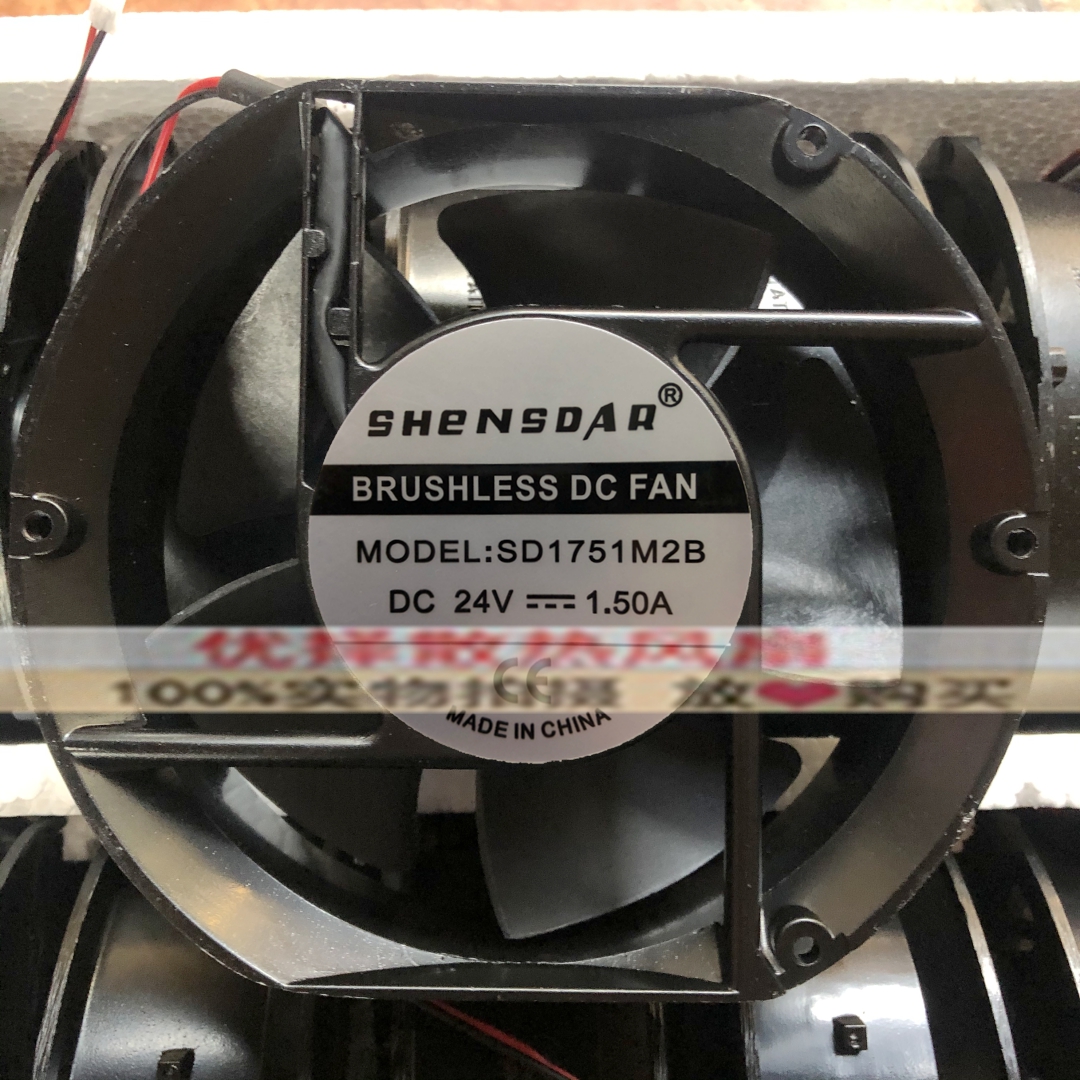 SHENSDAR®
BRUSHLESS DC FAN
MODEL:SD1751M2B
DC 24V ⎓ 1.50A
优择散热风扇
CE
100%实物拍摄 放❤购买
MADE IN CHINA